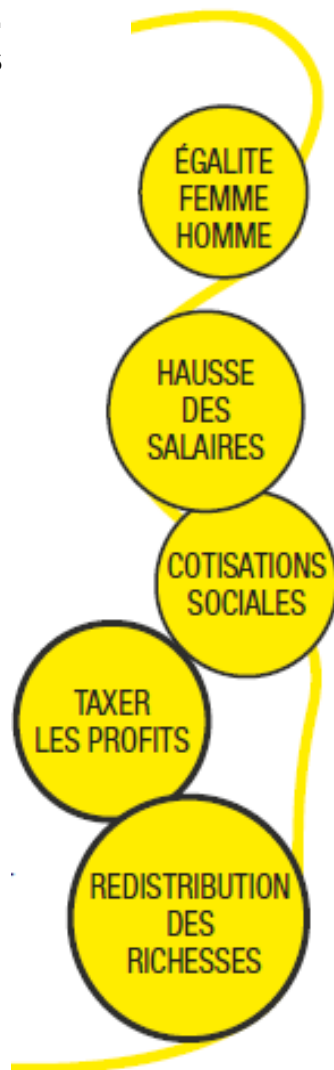 ÉGALITE
FEMME
HOMME
HAUSSE
DES
SALAIRES
COTISATIONS
SOCIALES
TAXER
LES PROFITS
REDISTRIBUTION
DES
RICHESSES